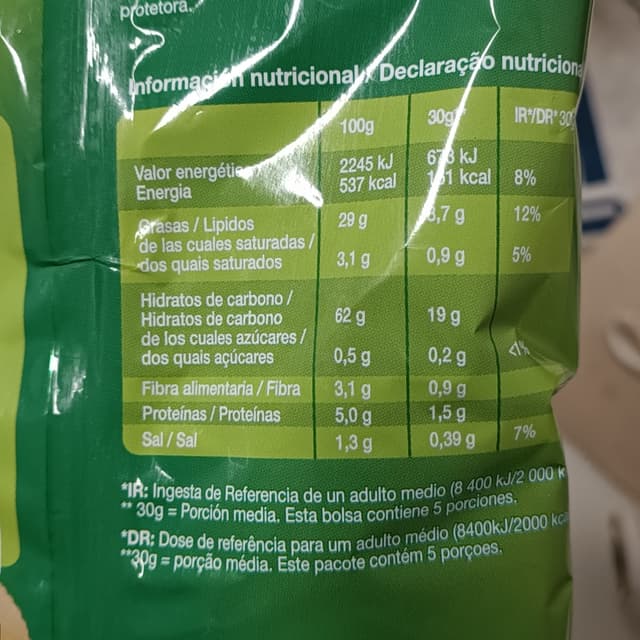 protetora.
Información nutricional / Declaração nutricion
100g 30g** IR*/DR* 30g
Valor energético 2245 kJ 673 kJ
Energia 537 kcal 161 kcal 8%
Grasas / Lipidos 29 g 8,7 g 12%
de las cuales saturadas /
dos quais saturados 3,1 g 0,9 g 5%
Hidratos de carbono /
Hidratos de carbono 62 g 19 g
de los cuales azúcares /
dos quais açúcares 0,5 g 0,2 g <1%
Fibra alimentaria / Fibra 3,1 g 0,9 g
Proteínas / Proteínas 5,0 g 1,5 g
Sal / Sal 1,3 g 0,39 g 7%
*IR: Ingesta de Referencia de un adulto medio (8 400 kJ/2 000 k
** 30g = Porción media. Esta bolsa contiene 5 porciones.
*DR: Dose de referência para um adulto médio (8400kJ/2000 kca
**30g = porção média. Este pacote contém 5 porçoes.